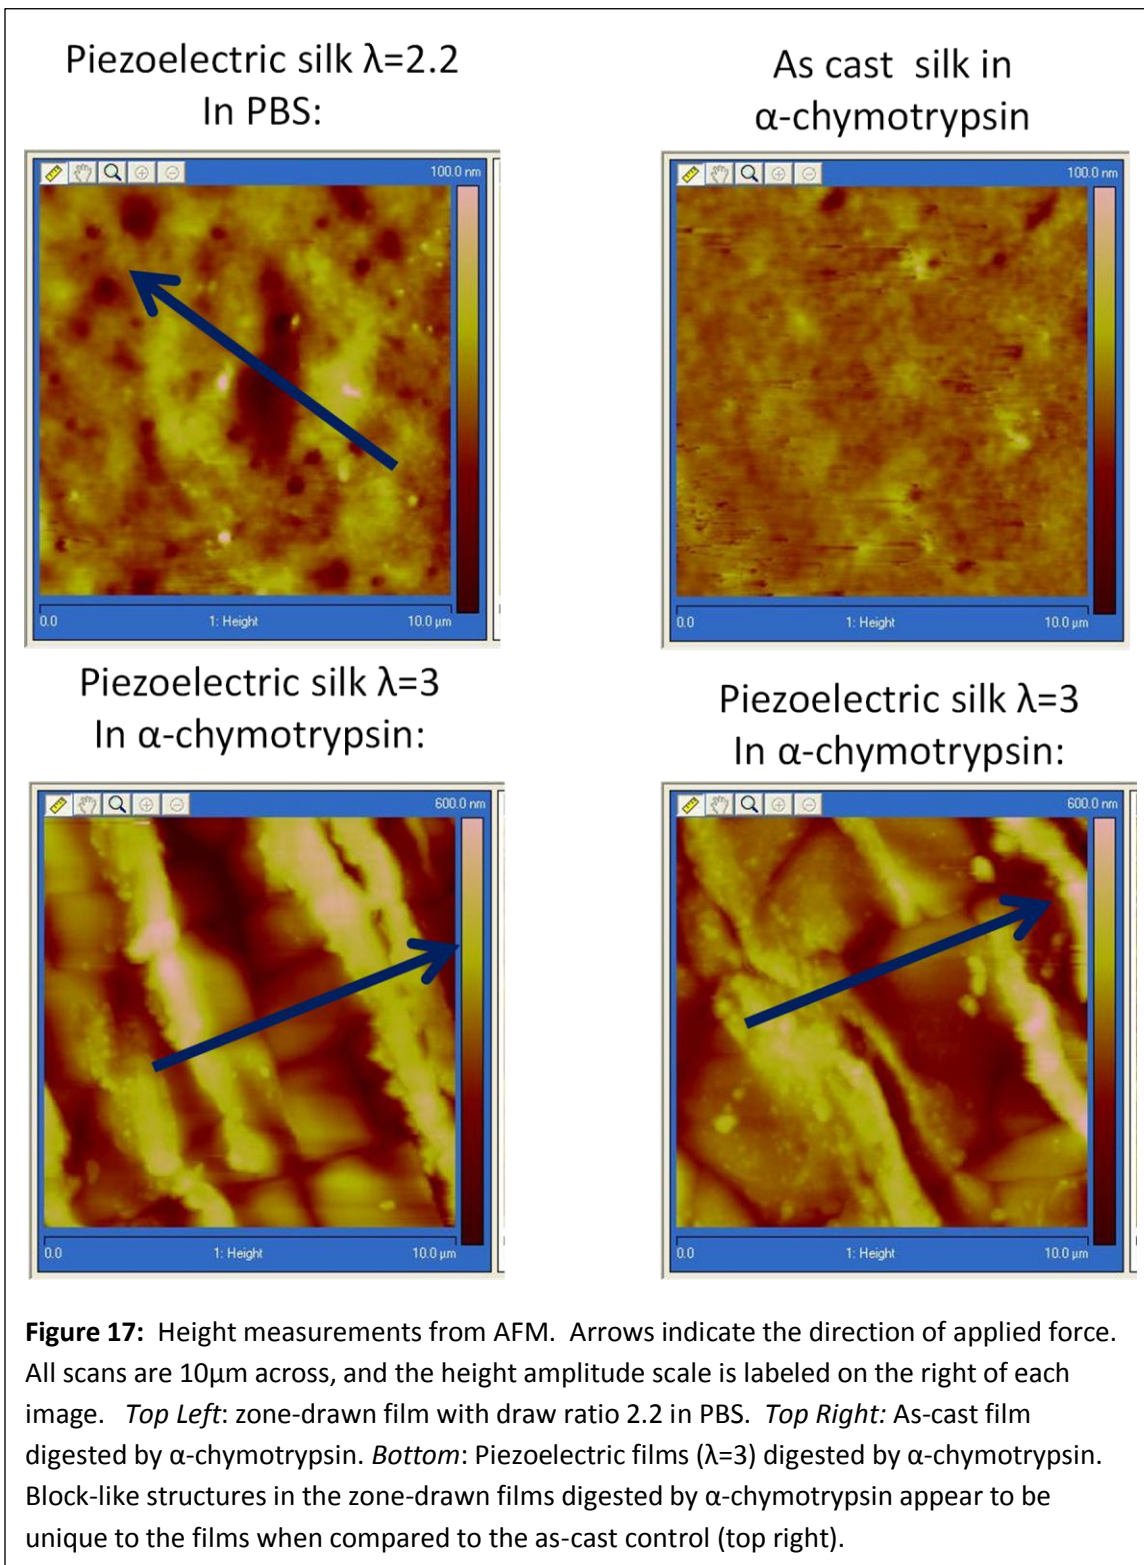 Piezoelectric silk λ=2.2
In PBS:
As cast silk in
α-chymotrypsin
100.0 nm
0.0 1: Height 10.0 µm
100.0 nm
0.0 1: Height 10.0 µm
Piezoelectric silk λ=3
In α-chymotrypsin:
Piezoelectric silk λ=3
In α-chymotrypsin:
600.0 nm
0.0 1: Height 10.0 µm
600.0 nm
0.0 1: Height 10.0 µm
Figure 17: Height measurements from AFM. Arrows indicate the direction of applied force.
All scans are 10µm across, and the height amplitude scale is labeled on the right of each
image. Top Left: zone-drawn film with draw ratio 2.2 in PBS. Top Right: As-cast film
digested by α-chymotrypsin. Bottom: Piezoelectric films (λ=3) digested by α-chymotrypsin.
Block-like structures in the zone-drawn films digested by α-chymotrypsin appear to be
unique to the films when compared to the as-cast control (top right).